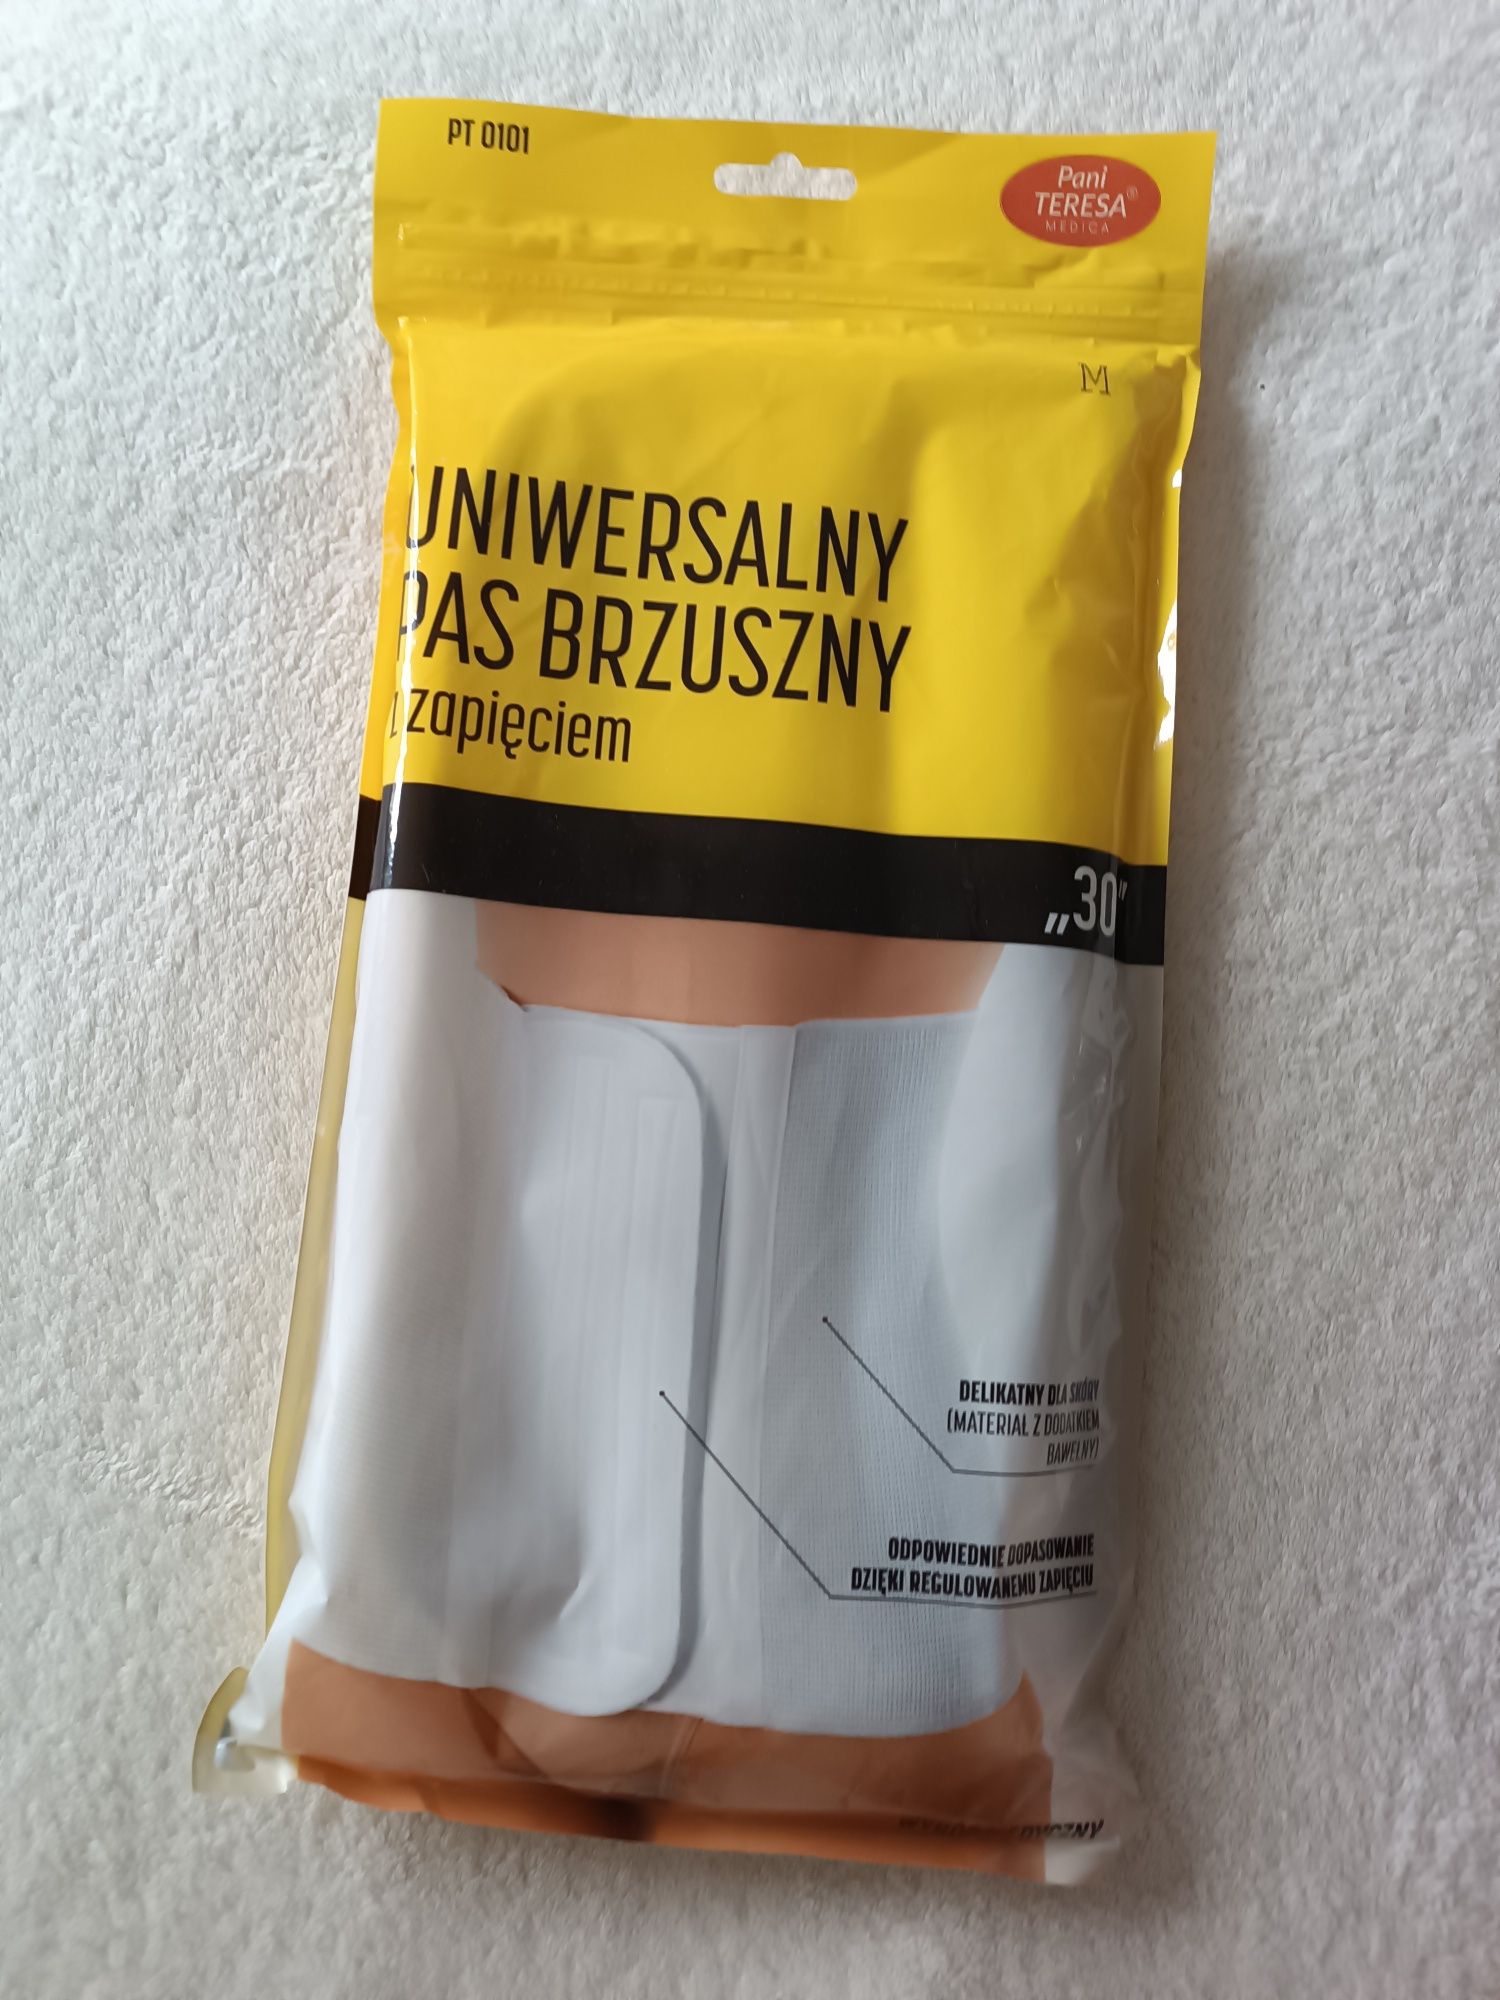 PT 0101
Pani
TERESA®
MEDICA
M
UNIWERSALNY
PAS BRZUSZNY
z zapięciem
„30"
DELIKATNY DLA SKÓRY
(MATERIAŁ Z DODATKIEM
BAWEŁNY)
ODPOWIEDNIE DOPASOWANIE
DZIĘKI REGULOWANEMU ZAPIĘCIU